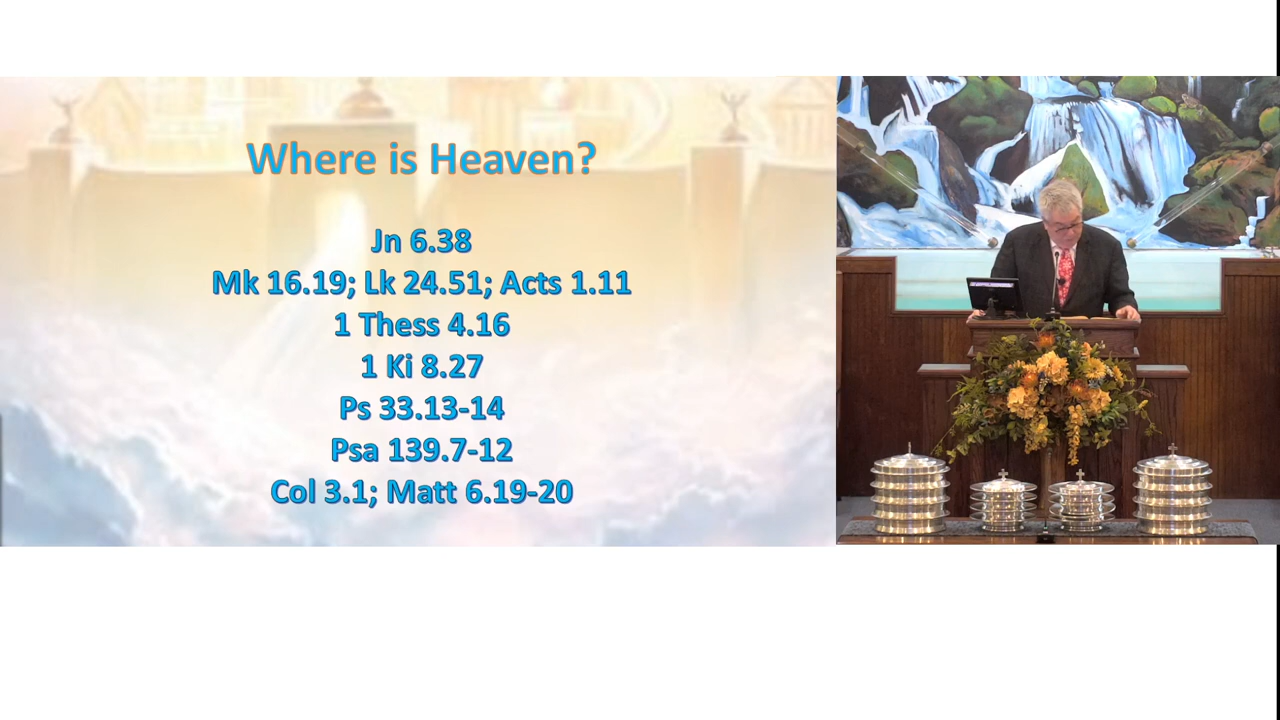 Where is Heaven?
Jn 6.38
Mk 16.19; Lk 24.51; Acts 1.11
1 Thess 4.16
1 Ki 8.27
Ps 33.13-14
Psa 139.7-12
Col 3.1; Matt 6.19-20